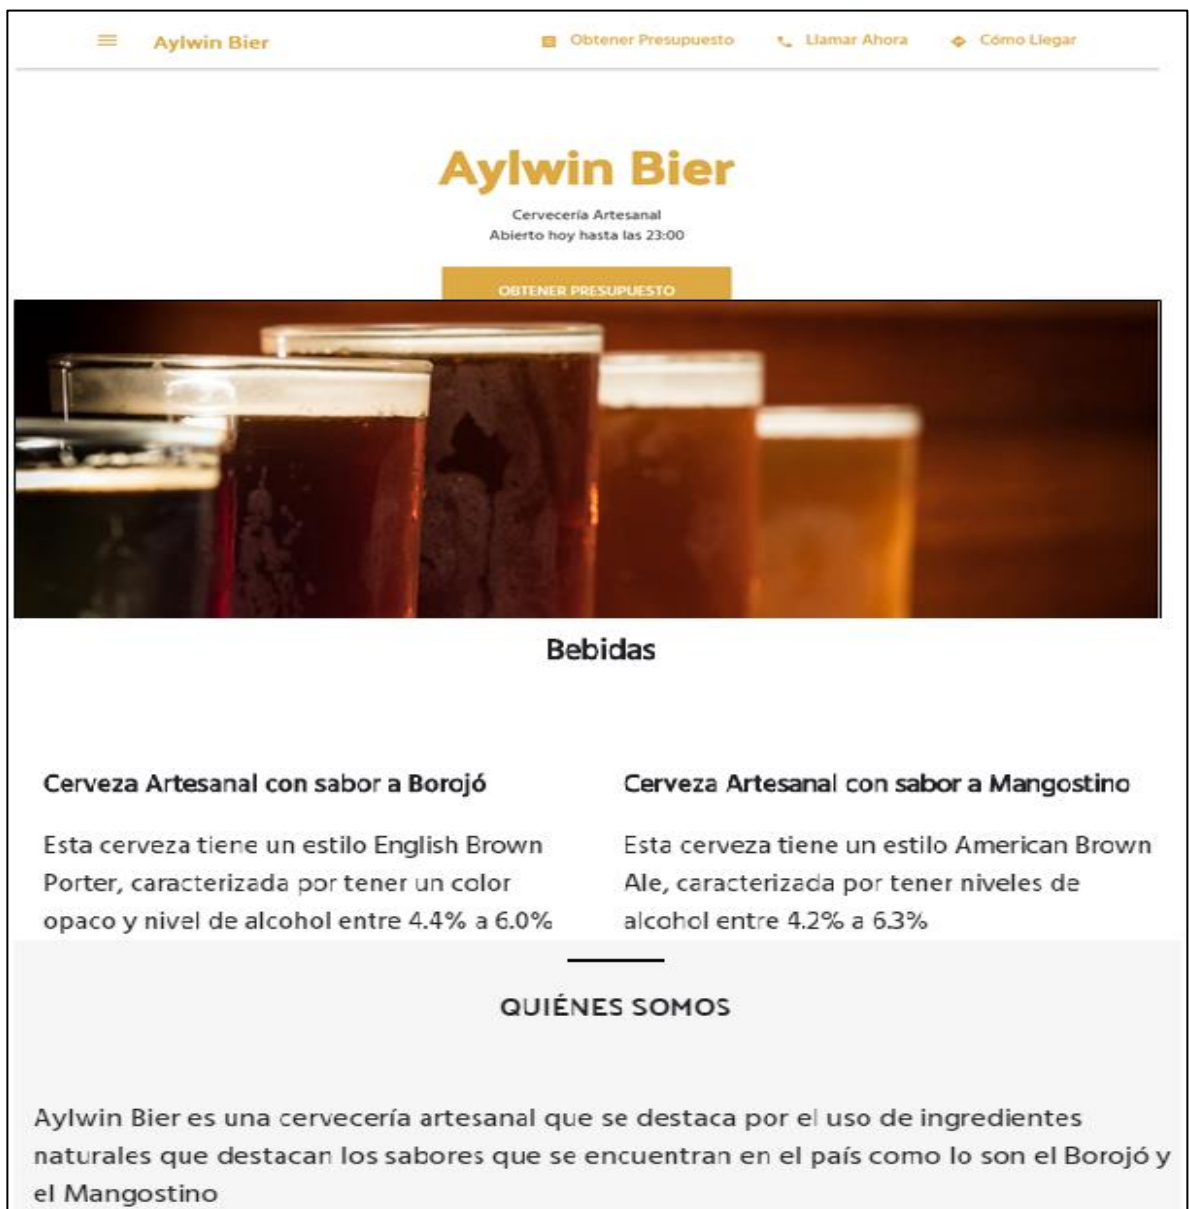 Aylwin Bier
Obtener Presupuesto
Llamar Ahora
Cómo Llegar
Aylwin Bier
Cervecería Artesanal
Abierto hoy hasta las 23:00
OBTENER PRESUPUESTO
Bebidas
Cerveza Artesanal con sabor a Borojó
Esta cerveza tiene un estilo English Brown
Porter, caracterizada por tener un color
opaco y nivel de alcohol entre 4.4% a 6.0%
Cerveza Artesanal con sabor a Mangostino
Esta cerveza tiene un estilo American Brown
Ale, caracterizada por tener niveles de
alcohol entre 4.2% a 6.3%
QUIÉNES SOMOS
Aylwin Bier es una cervecería artesanal que se destaca por el uso de ingredientes
naturales que destacan los sabores que se encuentran en el país como lo son el Borojó y
el Mangostino